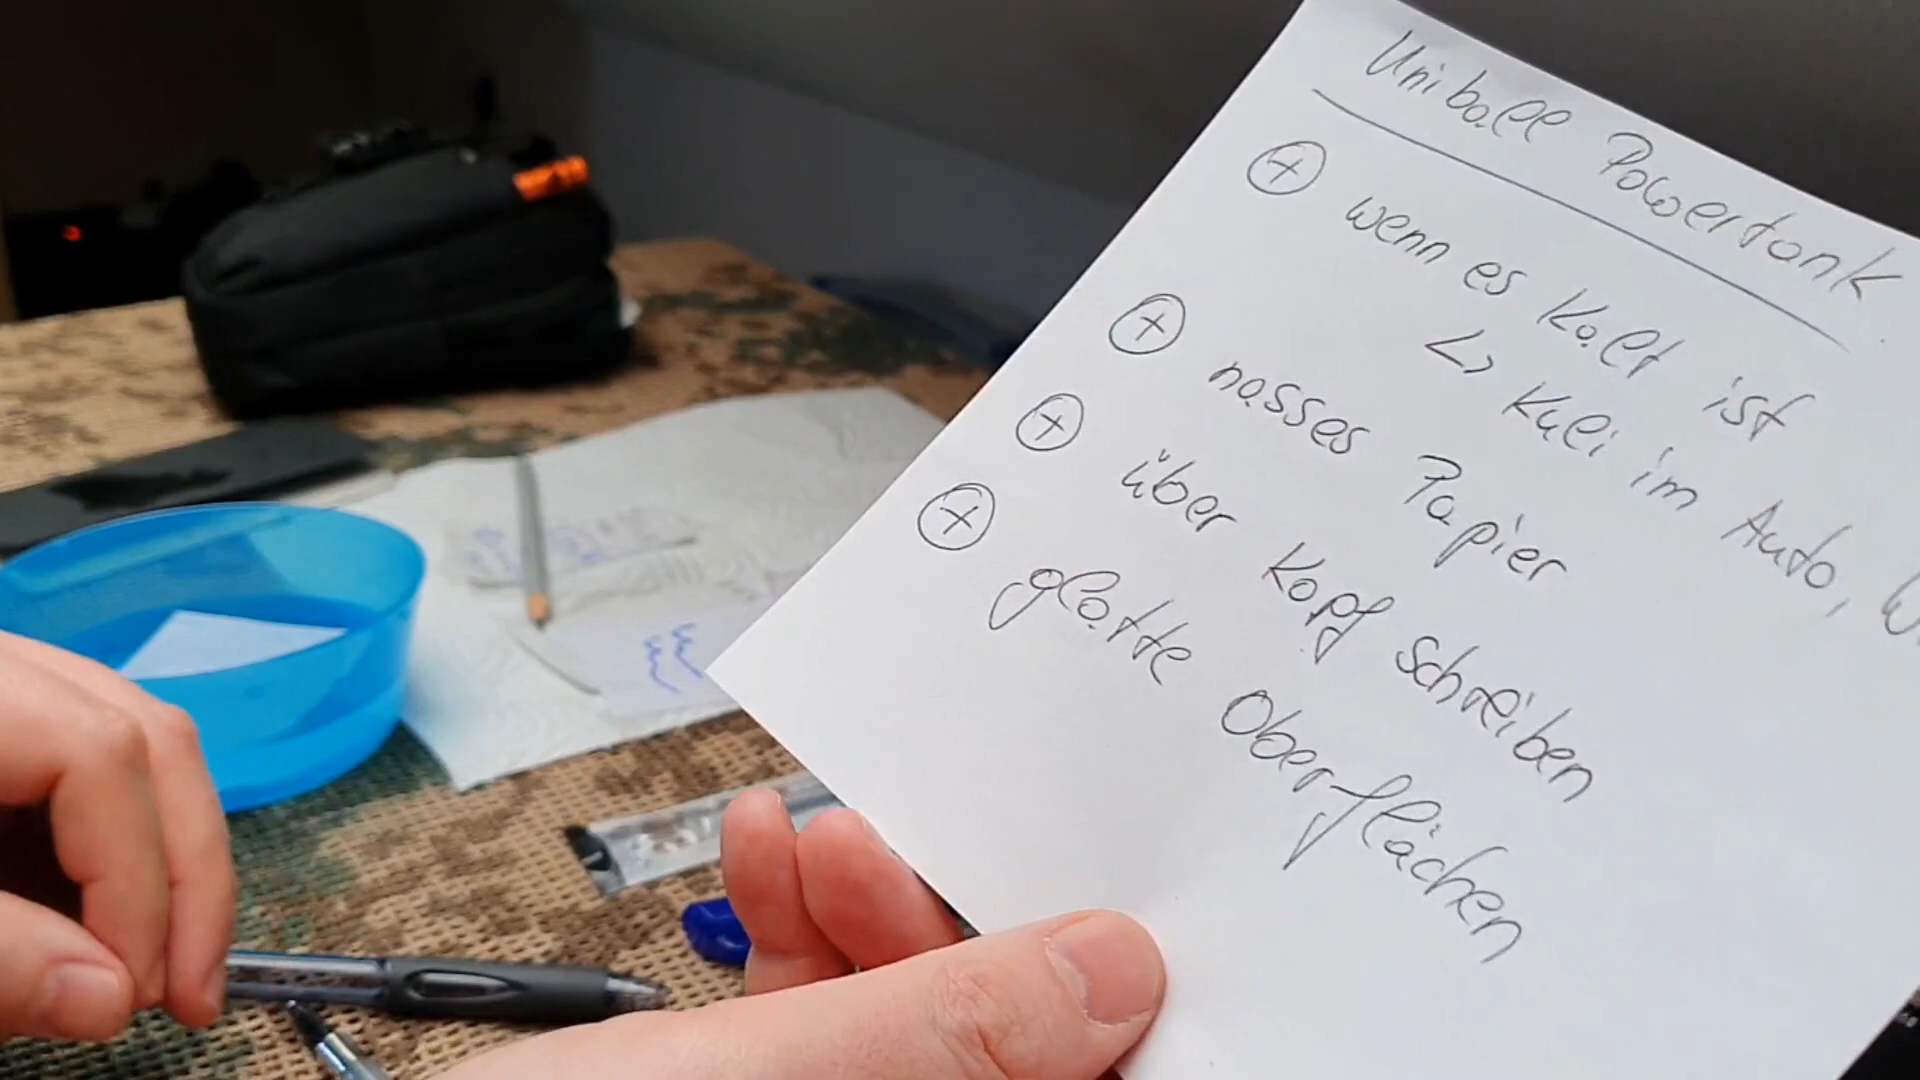 Uniball Powertank
⊕ wenn es kalt ist
↳ Kuli im Auto,
⊕ nasses Papier
⊕ über Kopf schreiben
⊕ glatte Oberflächen